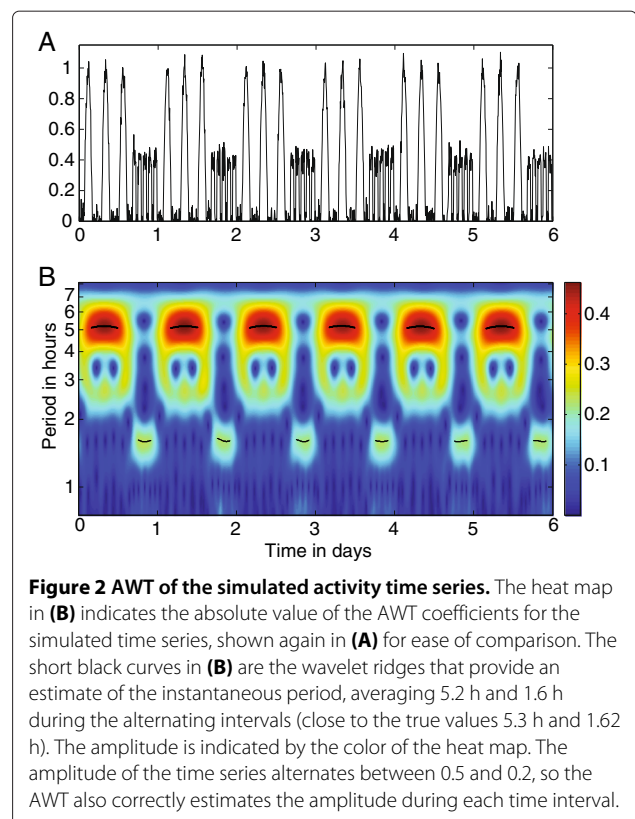 A
1
0.8
0.6
0.4
0.2
0
0 1 2 3 4 5 6
B
7
6
5
4
3
2
1
Period in hours
0 1 2 3 4 5 6
Time in days
0.4
0.3
0.2
0.1
Figure 2 AWT of the simulated activity time series. The heat map
in (B) indicates the absolute value of the AWT coefficients for the
simulated time series, shown again in (A) for ease of comparison. The
short black curves in (B) are the wavelet ridges that provide an
estimate of the instantaneous period, averaging 5.2 h and 1.6 h
during the alternating intervals (close to the true values 5.3 h and 1.62
h). The amplitude is indicated by the color of the heat map. The
amplitude of the time series alternates between 0.5 and 0.2, so the
AWT also correctly estimates the amplitude during each time interval.